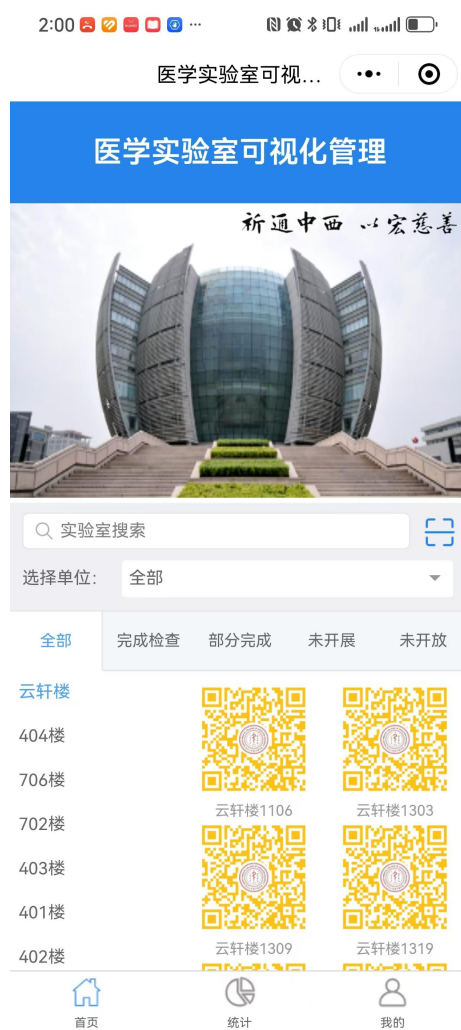 2:00
医学实验室可视...
医学实验室可视化管理
祈通中西 以宏慈善
实验室搜索
选择单位: 全部
全部 完成检查 部分完成 未开展 未开放
云轩楼
404楼
706楼
702楼
403楼
401楼
402楼
云轩楼1106 云轩楼1303
云轩楼1309 云轩楼1319
首页 统计 我的